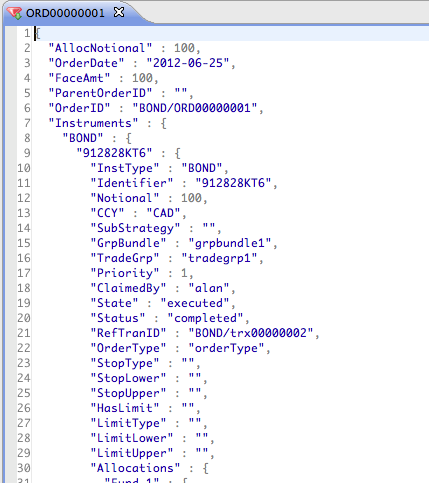 ORD00000001
1 {
2 "AllocNotional" : 100,
3 "OrderDate" : "2012-06-25",
4 "FaceAmt" : 100,
5 "ParentOrderID" : "",
6 "OrderID" : "BOND/ORD00000001",
7 "Instruments" : {
8 "BOND" : {
9 "912828KT6" : {
10 "InstType" : "BOND",
11 "Identifier" : "912828KT6",
12 "Notional" : 100,
13 "CCY" : "CAD",
14 "SubStrategy" : "",
15 "GrpBundle" : "grpbundle1",
16 "TradeGrp" : "tradegrp1",
17 "Priority" : 1,
18 "ClaimedBy" : "alan",
19 "State" : "executed",
20 "Status" : "completed",
21 "RefTranID" : "BOND/trx00000002",
22 "OrderType" : "orderType",
23 "StopType" : "",
24 "StopLower" : "",
25 "StopUpper" : "",
26 "HasLimit" : "",
27 "LimitType" : "",
28 "LimitLower" : "",
29 "LimitUpper" : "",
30 "Allocations" : {
31 "Fund 1" : {